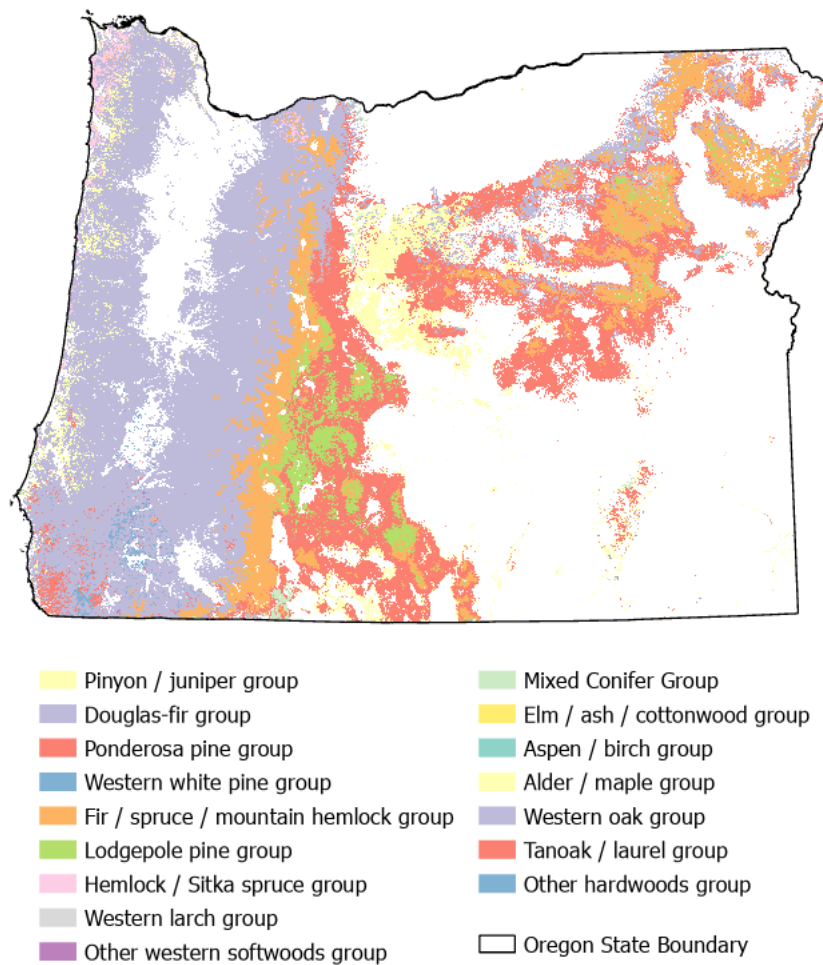 Pinyon / juniper group
Douglas-fir group
Ponderosa pine group
Western white pine group
Fir / spruce / mountain hemlock group
Lodgepole pine group
Hemlock / Sitka spruce group
Western larch group
Other western softwoods group
Mixed Conifer Group
Elm / ash / cottonwood group
Aspen / birch group
Alder / maple group
Western oak group
Tanoak / laurel group
Other hardwoods group
Oregon State Boundary